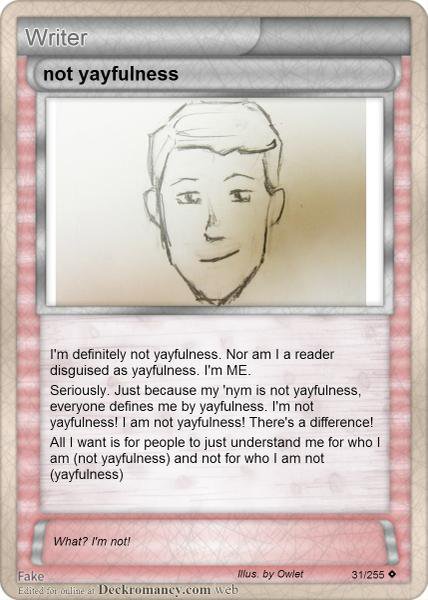 Writer
not yayfulness
I'm definitely not yayfulness. Nor am I a reader
disguised as yayfulness. I'm ME.
Seriously. Just because my 'nym is not yayfulness,
everyone defines me by yayfulness. I'm not
yayfulness! I am not yayfulness! There's a difference!
All I want is for people to just understand me for who I
am (not yayfulness) and not for who I am not
(yayfulness)
What? I'm not!
Fake
Illus. by Owlet
31/255
Edited for online at Deckromancy.com web